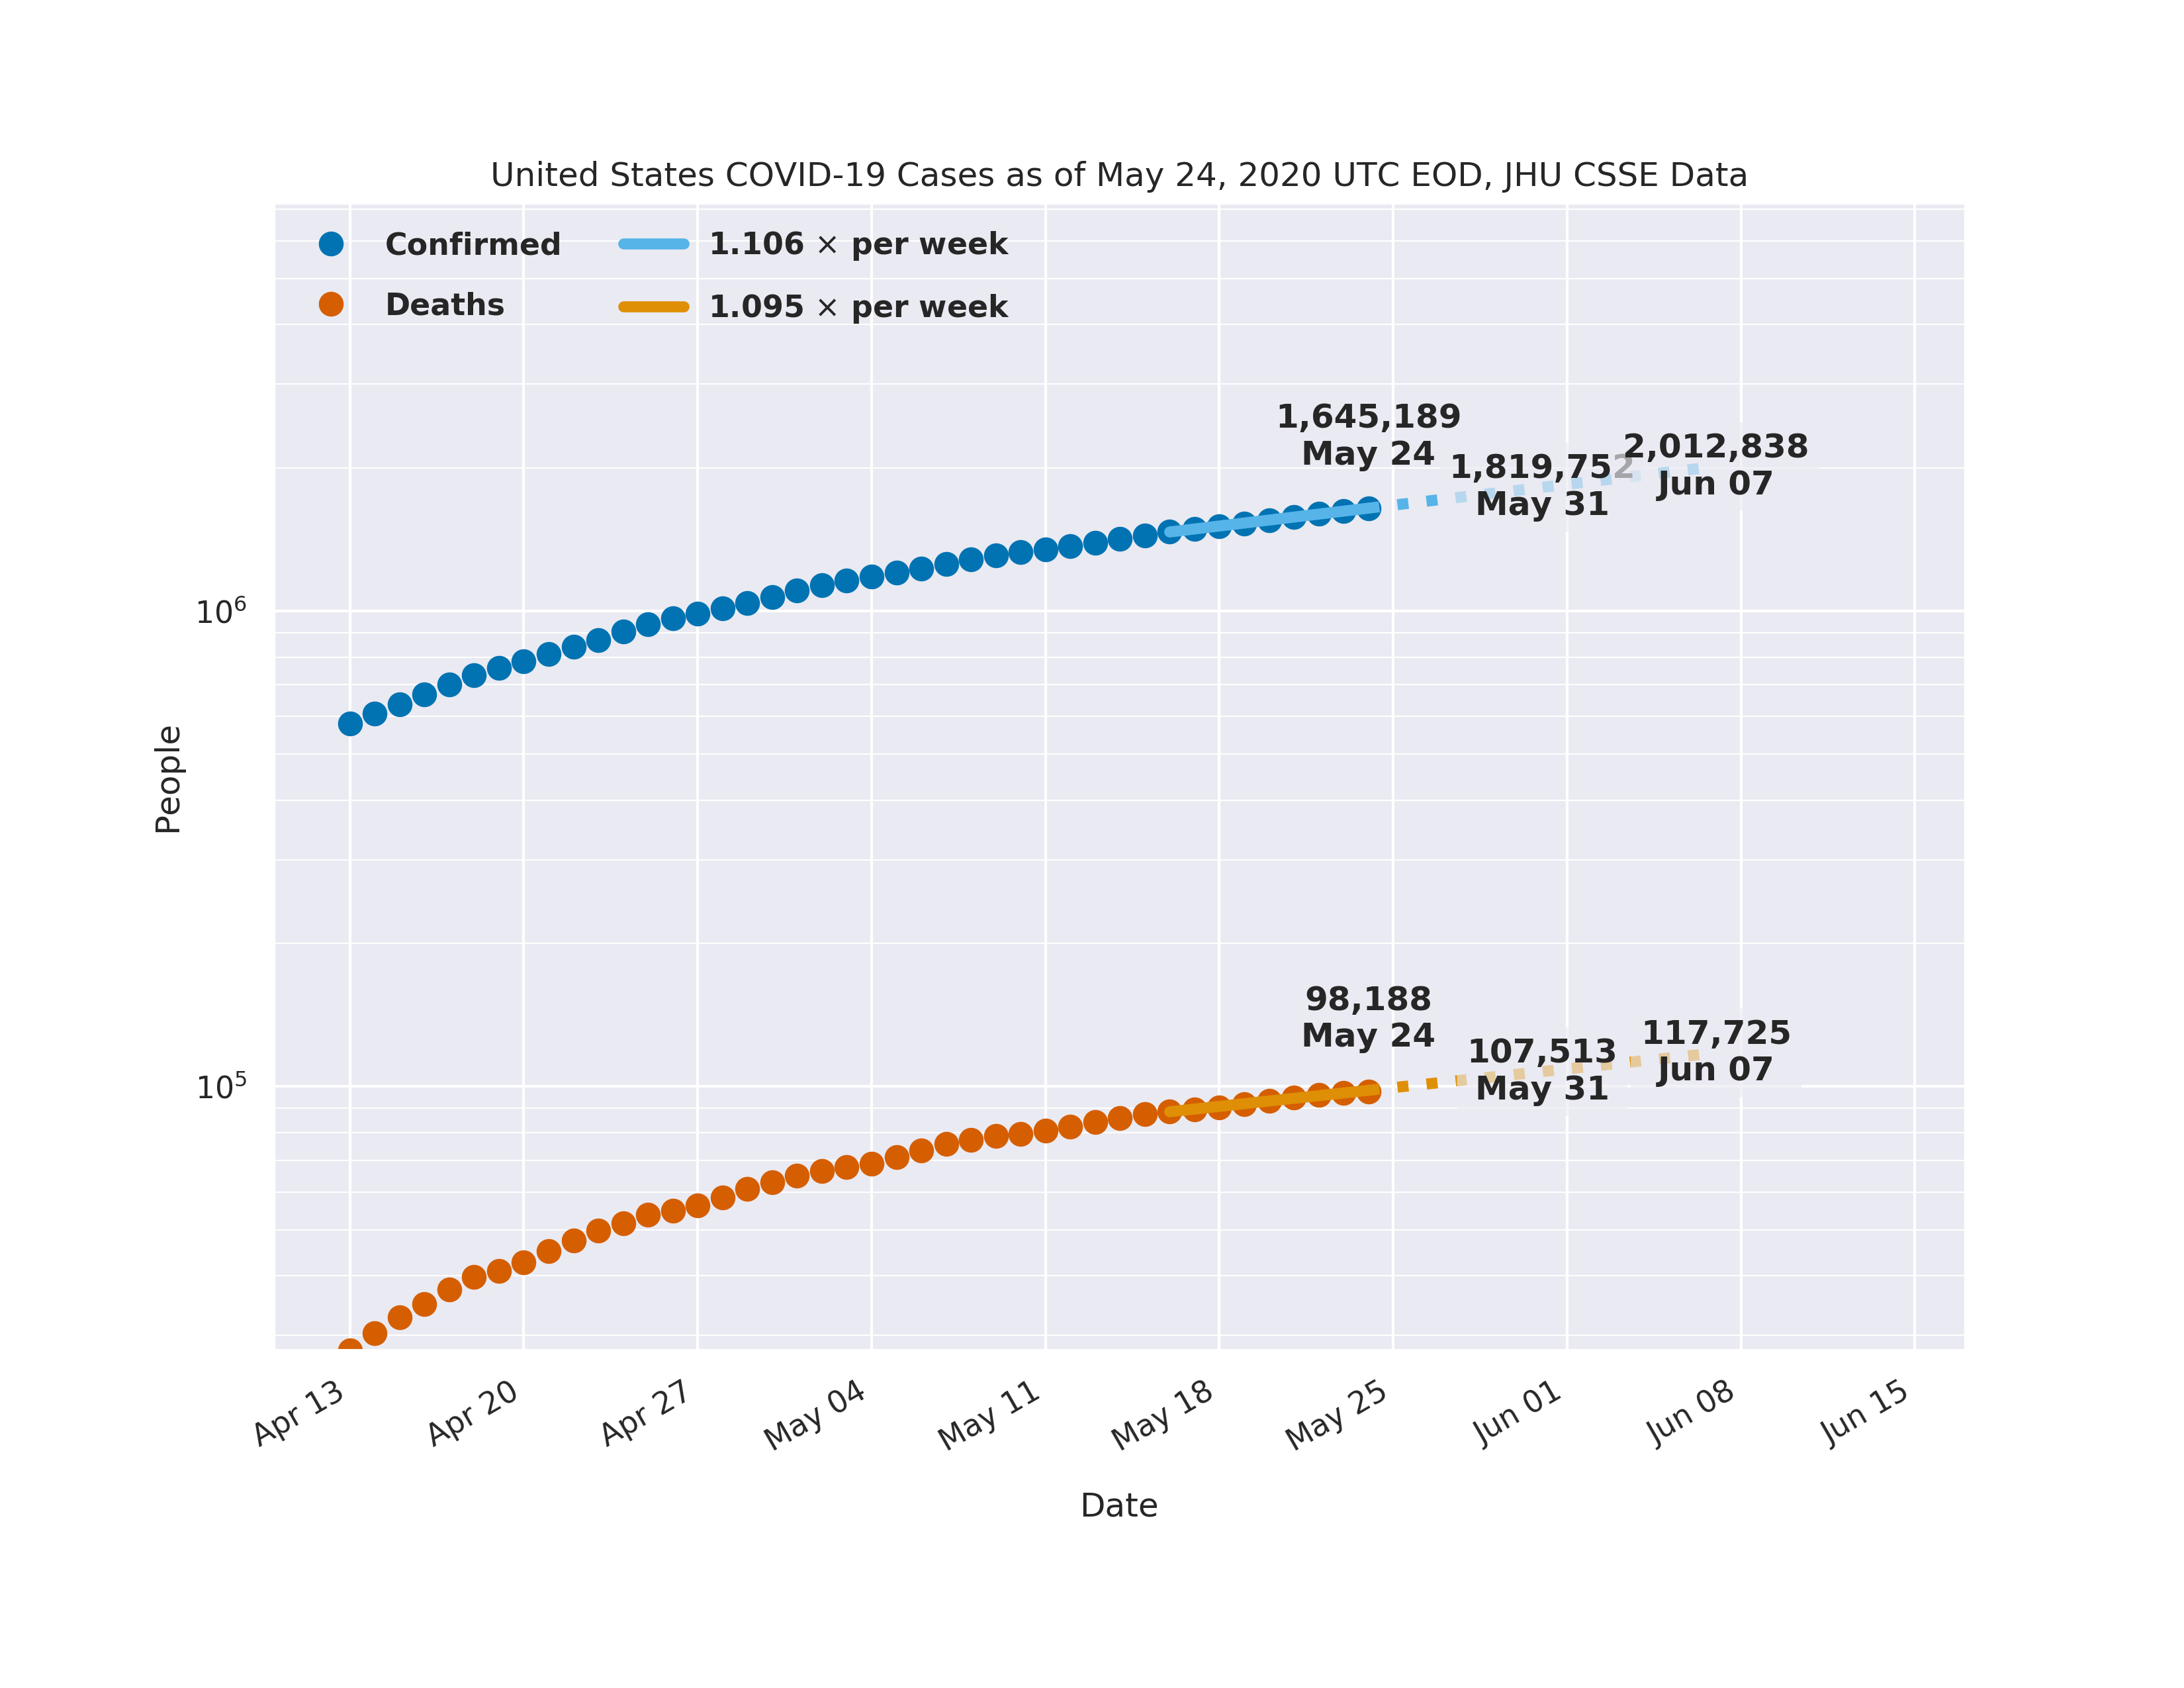 United States COVID-19 Cases as of May 24, 2020 UTC EOD, JHU CSSE Data
Confirmed
Deaths
1.106 × per week
1.095 × per week
1,645,189
May 24
1,819,752
May 31
2,012,838
Jun 07
98,188
May 24
107,513
May 31
117,725
Jun 07
People
10⁶
10⁵
Apr 13
Apr 20
Apr 27
May 04
May 11
May 18
May 25
Jun 01
Jun 08
Jun 15
Date